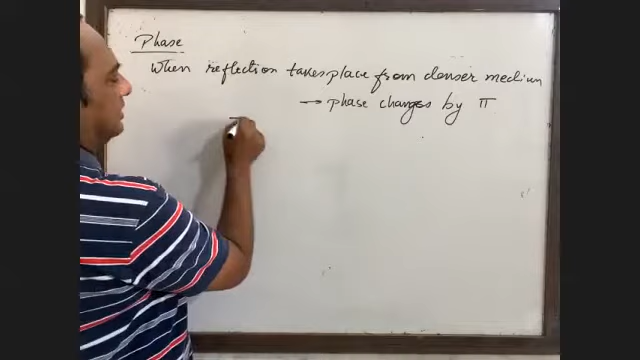 Phase
When reflection takes place from denser medium
→ phase changes by π